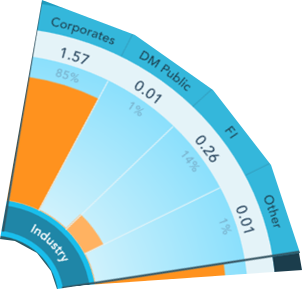 Corporates
1.57
85%
DM Public
0.01
1%
FI
0.26
14%
Other
0.01
1%
Industry